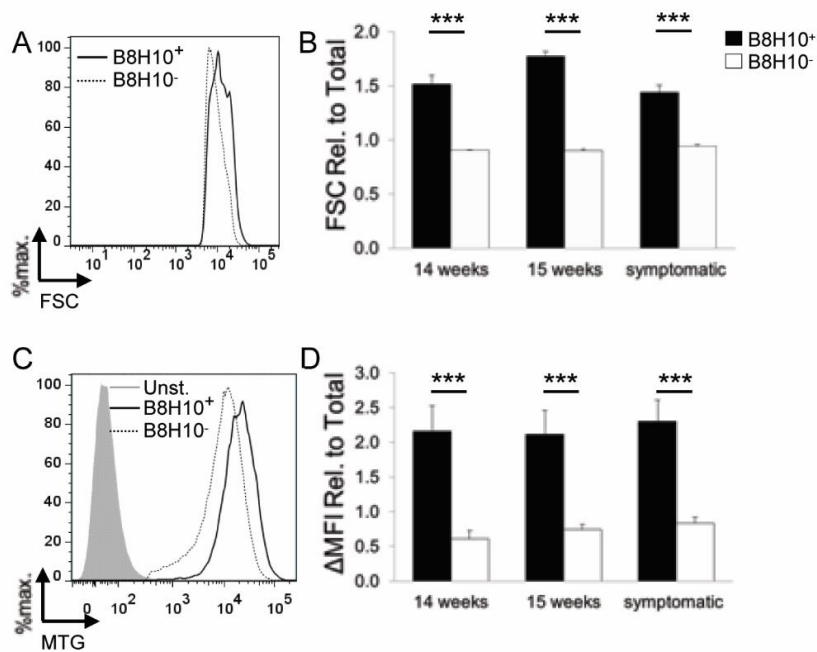 A
B8H10⁺
B8H10⁻
100
80
60
40
20
0
10¹ 10² 10³ 10⁴ 10⁵
%max.
FSC
B
*** *** ***
B8H10⁺
B8H10⁻
FSC Rel. to Total
2.0
1.5
1.0
0.5
0.0
14 weeks 15 weeks symptomatic
C
Unst.
B8H10⁺
B8H10⁻
100
80
60
40
20
0
0 10² 10³ 10⁴ 10⁵
%max.
MTG
D
*** *** ***
ΔMFI Rel. to Total
3.0
2.5
2.0
1.5
1.0
0.5
0.0
14 weeks 15 weeks symptomatic